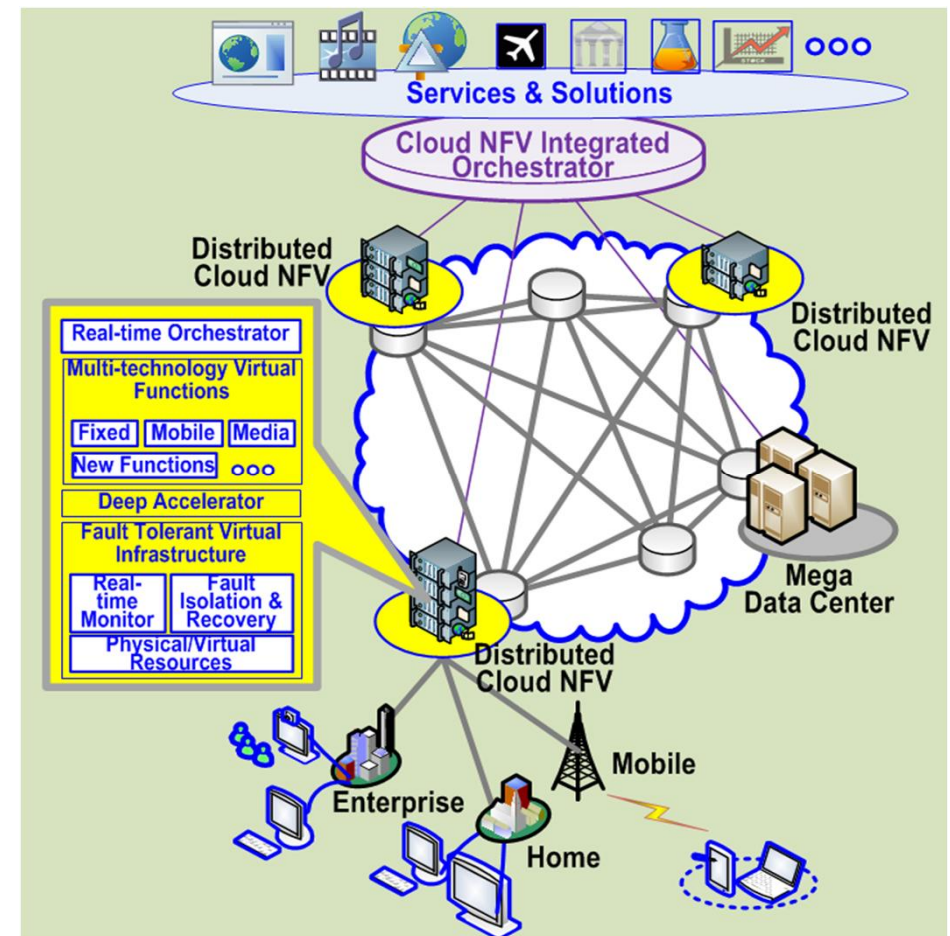 STOCK
Services & Solutions
Cloud NFV Integrated
Orchestrator
Distributed
Cloud NFV
Distributed
Cloud NFV
Real-time Orchestrator
Multi-technology Virtual
Functions
Fixed
Mobile
Media
New Functions
Deep Accelerator
Fault Tolerant Virtual
Infrastructure
Real-
time
Monitor
Fault
Isolation &
Recovery
Physical/Virtual
Resources
Mega
Data Center
Distributed
Cloud NFV
Enterprise
Mobile
Home